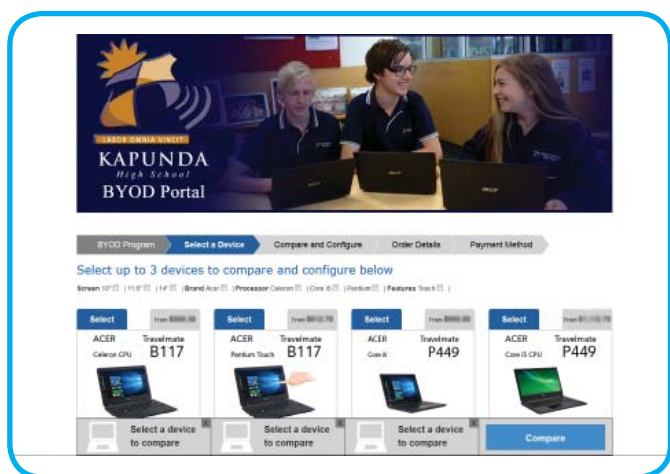 LABOR OMNIA VINCIT
KAPUNDA
High School
BYOD Portal
BYOD Program Select a Device Compare and Configure Order Details Payment Method
Select up to 3 devices to compare and configure below
Screen 10" | 11.6" | 14" | Brand Acer | Processor Celeron | Core i5 | Pentium | Features Touch |
Select From Select From Select From Select From
ACER Travelmate ACER Travelmate ACER Travelmate ACER Travelmate
Celeron CPU B117 Pentium Touch B117 Core i5 P449 Core i5 CPU P449
Select a device Select a device Select a device
to compare to compare to compare
Compare